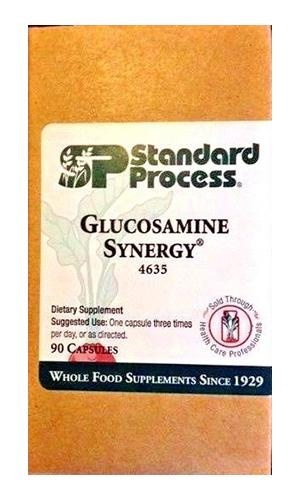 SP Standard
Process®
GLUCOSAMINE
SYNERGY®
4635
Dietary Supplement
Suggested Use: One capsule three times
per day, or as directed.
90 CAPSULES
Sold Through
Health Care Professionals
WHOLE FOOD SUPPLEMENTS SINCE 1929